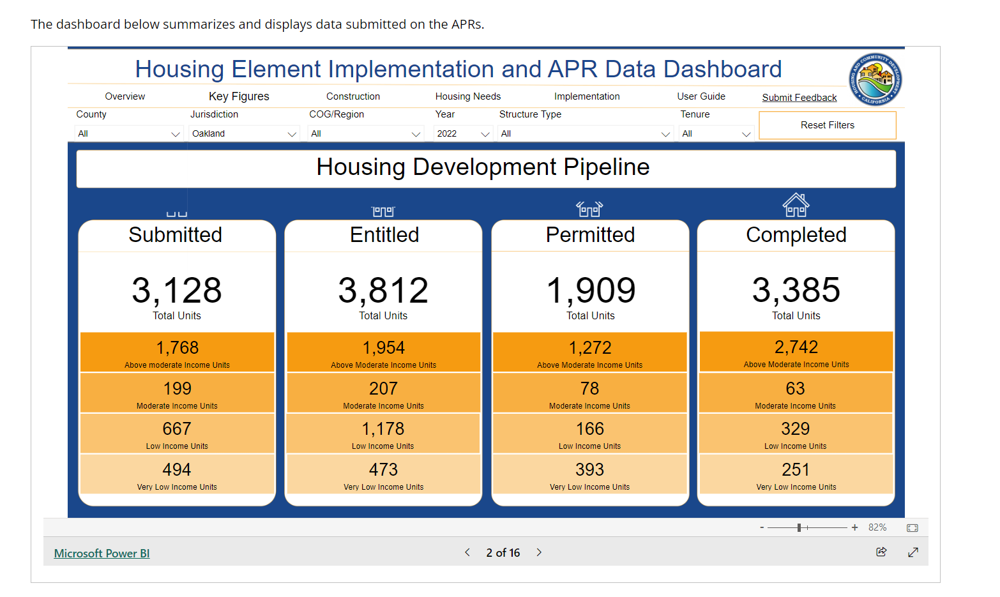 The dashboard below summarizes and displays data submitted on the APRs.
Housing Element Implementation and APR Data Dashboard
HOUSING AND COMMUNITY DEVELOPMENT
CALIFORNIA
Overview Key Figures Construction Housing Needs Implementation User Guide Submit Feedback
County Jurisdiction COG/Region Year Structure Type Tenure
All Oakland All 2022 All All Reset Filters
Housing Development Pipeline
Submitted Entitled Permitted Completed
3,128 3,812 1,909 3,385
Total Units Total Units Total Units Total Units
1,768 1,954 1,272 2,742
Above moderate Income Units Above Moderate Income Units Above Moderate Income Units Above Moderate Income Units
199 207 78 63
Moderate Income Units Moderate Income Units Moderate Income Units Moderate Income Units
667 1,178 166 329
Low Income Units Low Income Units Low Income Units Low Income Units
494 473 393 251
Very Low Income Units Very Low Income Units Very Low Income Units Very Low Income Units
- + 82%
Microsoft Power BI < 2 of 16 >